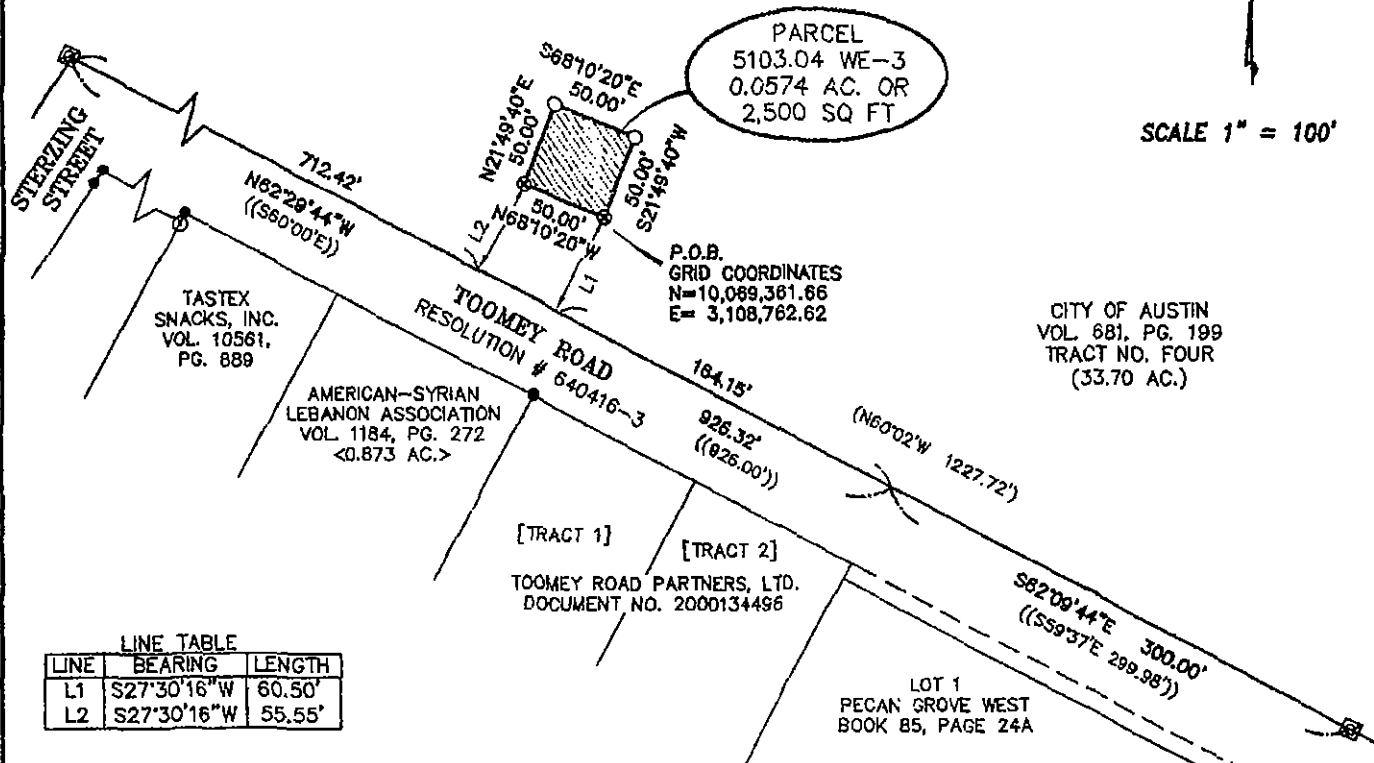 PARCEL
5103.04 WE-3
0.0574 AC. OR
2,500 SQ FT
SCALE 1" = 100'
S68°10'20"E
50.00'
N21°49'40"E
50.00'
50.00'
S21°49'40"W
50.00'
N68°10'20"W
L2
L1
P.O.B.
GRID COORDINATES
N=10,069,361.66
E= 3,108,762.62
STERZING
STREET
712.42'
N62°29'44"W
((S60°00'E))
TOOMEY ROAD
RESOLUTION # 640416-3
164.15'
926.32'
((926.00'))
(N60°02'W 1227.72')
S62°09'44"E 300.00'
((S59°37'E 299.98'))
CITY OF AUSTIN
VOL. 681, PG. 199
TRACT NO. FOUR
(33.70 AC.)
TASTEX
SNACKS, INC.
VOL. 10561,
PG. 889
AMERICAN-SYRIAN
LEBANON ASSOCIATION
VOL. 1184, PG. 272
<0.873 AC.>
[TRACT 1]
[TRACT 2]
TOOMEY ROAD PARTNERS, LTD.
DOCUMENT NO. 2000134496
LOT 1
PECAN GROVE WEST
BOOK 85, PAGE 24A
LINE TABLE
LINE BEARING LENGTH
L1 S27°30'16"W 60.50'
L2 S27°30'16"W 55.55'